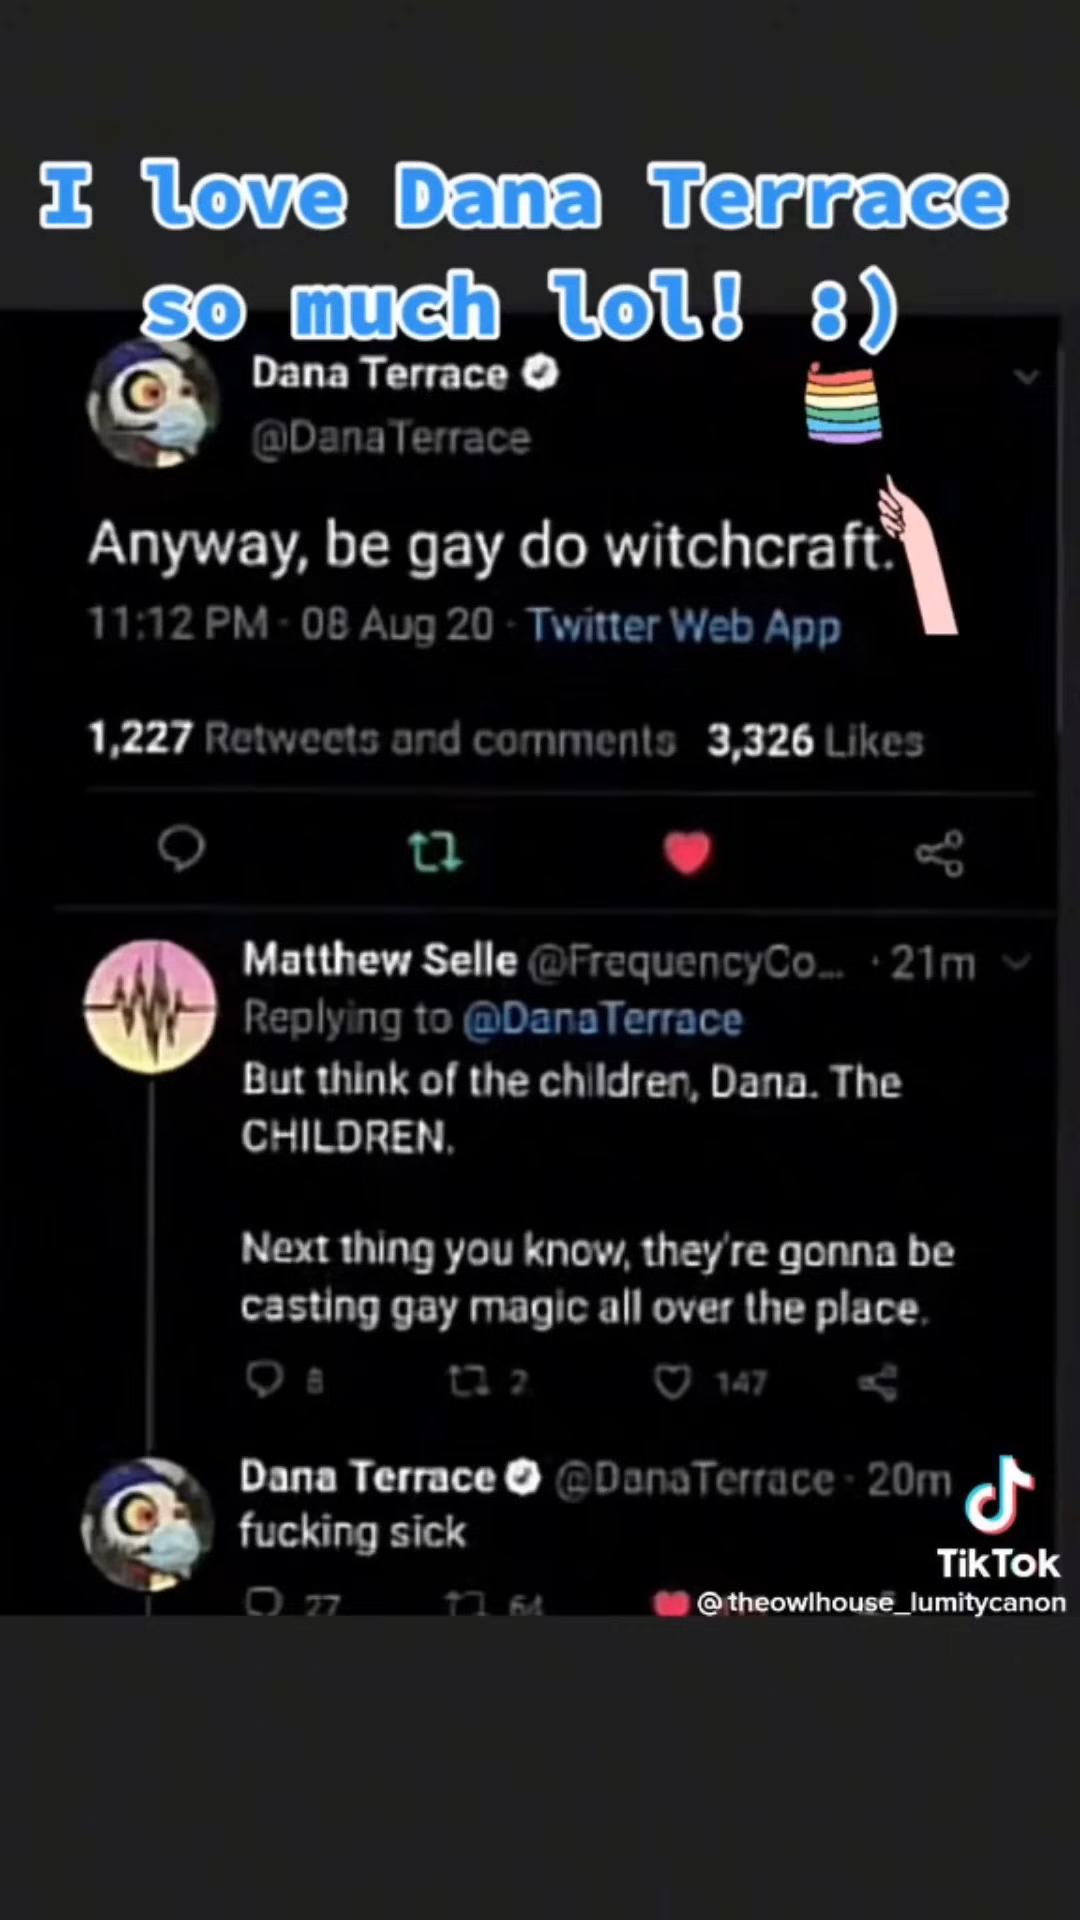 I love Dana Terrace
so much lol! :)
Dana Terrace
@DanaTerrace
Anyway, be gay do witchcraft.
11:12 PM · 08 Aug 20 · Twitter Web App
1,227 Retweets and comments 3,326 Likes
Matthew Selle @FrequencyCo... · 21m
Replying to @DanaTerrace
But think of the children, Dana. The
CHILDREN.
Next thing you know, they're gonna be
casting gay magic all over the place.
8 2 147
Dana Terrace @DanaTerrace · 20m
fucking sick
27 64
TikTok
@theowlhouse_lumitycanon